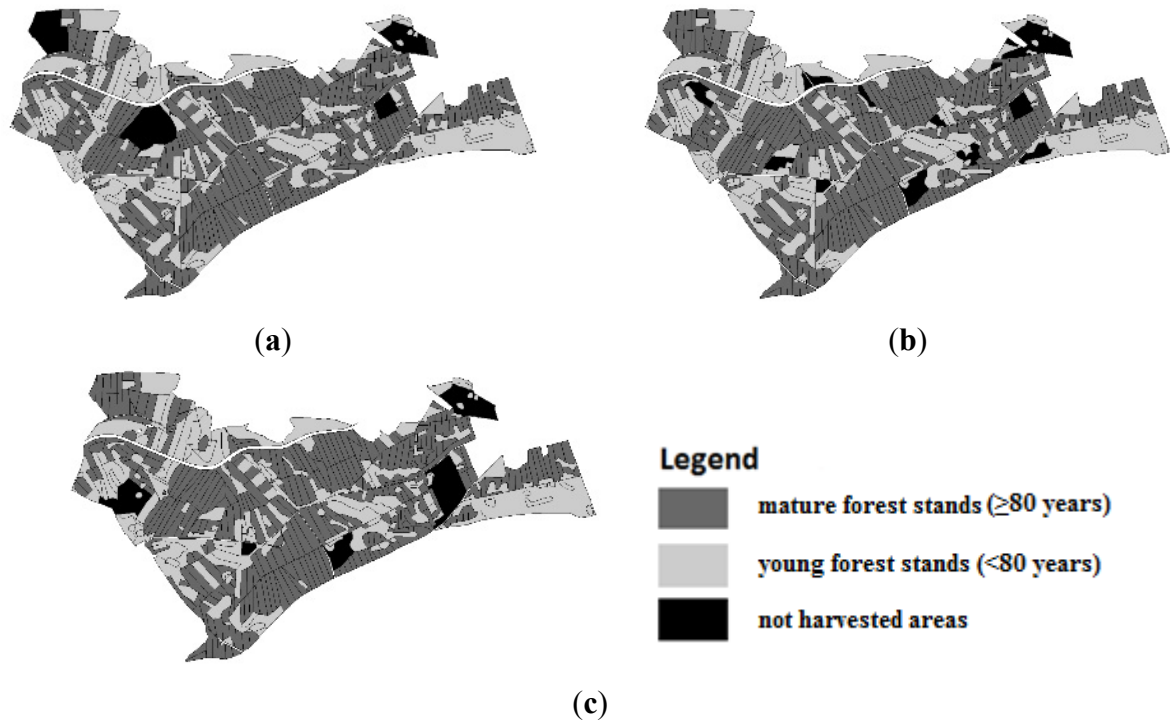 (a)
(b)
Legend
mature forest stands (≥80 years)
young forest stands (<80 years)
not harvested areas
(c)